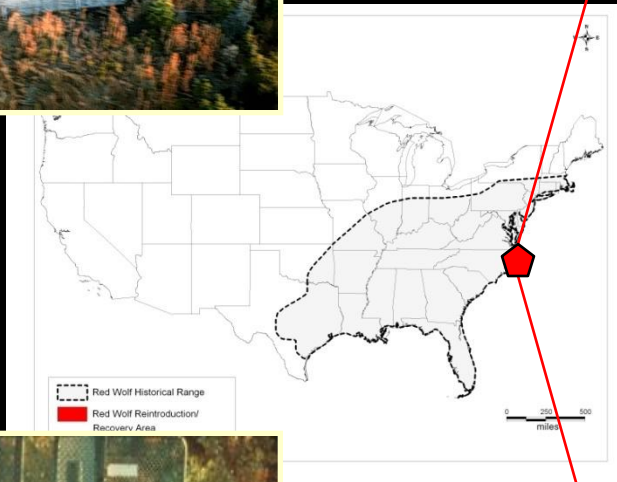 N
Red Wolf Historical Range
Red Wolf Reintroduction/
Recovery Area
0 250 500
miles